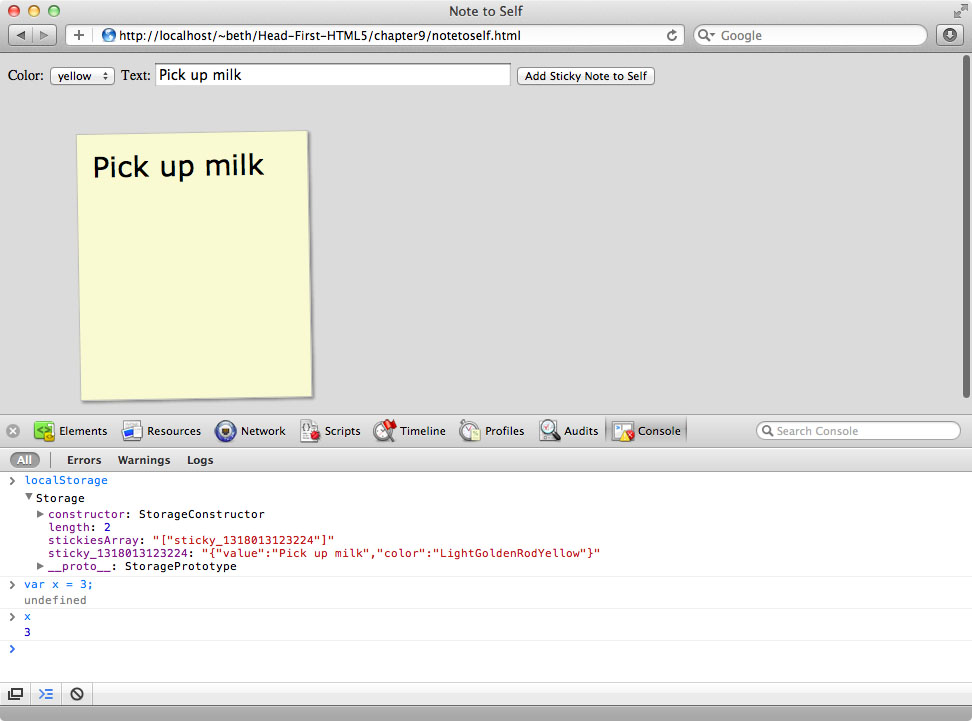 Note to Self
http://localhost/~beth/Head-First-HTML5/chapter9/notetoself.html
Google
Color: yellow Text: Pick up milk Add Sticky Note to Self
Pick up milk
Elements Resources Network Scripts Timeline Profiles Audits Console Search Console
All Errors Warnings Logs
localStorage
Storage
constructor: StorageConstructor
length: 2
stickiesArray: "["sticky_1318013123224"]"
sticky_1318013123224: "{"value":"Pick up milk","color":"LightGoldenRodYellow"}"
__proto__: StoragePrototype
var x = 3;
undefined
x
3